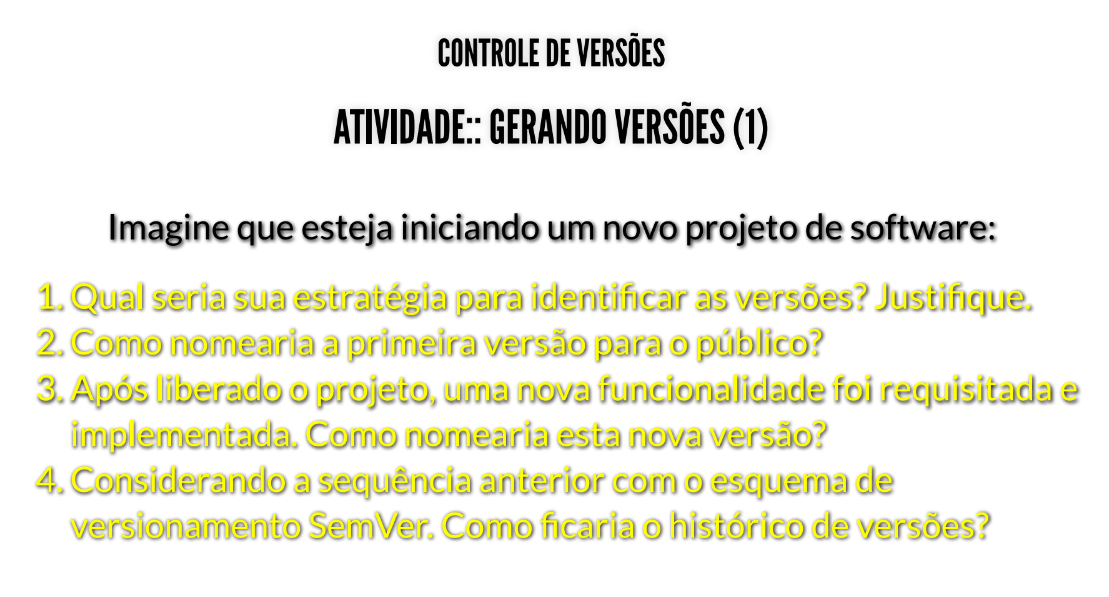 CONTROLE DE VERSÕES
ATIVIDADE:: GERANDO VERSÕES (1)
Imagine que esteja iniciando um novo projeto de software:
1. Qual seria sua estratégia para identificar as versões? Justifique.
2. Como nomearia a primeira versão para o público?
3. Após liberado o projeto, uma nova funcionalidade foi requisitada e
implementada. Como nomearia esta nova versão?
4. Considerando a sequência anterior com o esquema de
versionamento SemVer. Como ficaria o histórico de versões?